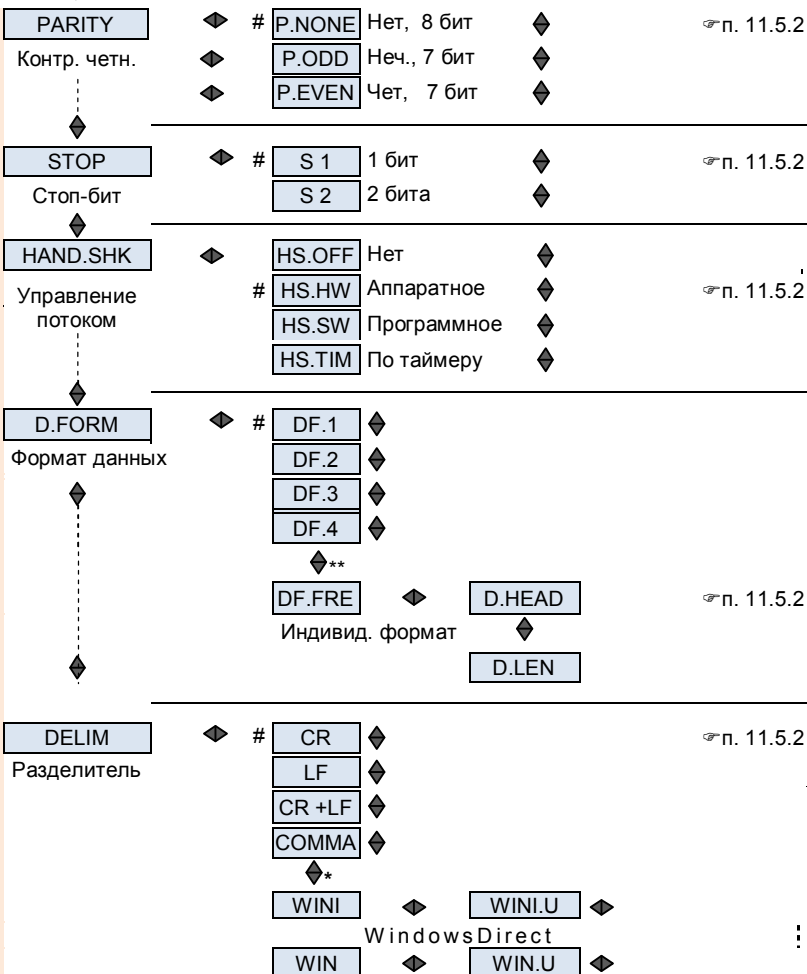 PARITY # P.NONE Нет, 8 бит ☞п. 11.5.2
Контр. четн. P.ODD Неч., 7 бит
P.EVEN Чет, 7 бит
STOP # S 1 1 бит ☞п. 11.5.2
Стоп-бит S 2 2 бита
HAND.SHK HS.OFF Нет
Управление # HS.HW Аппаратное ☞п. 11.5.2
потоком HS.SW Программное
HS.TIM По таймеру
D.FORM # DF.1
Формат данных DF.2
DF.3
DF.4
**
DF.FRE D.HEAD ☞п. 11.5.2
Индивид. формат
D.LEN
DELIM # CR ☞п. 11.5.2
Разделитель LF
CR +LF
COMMA
*
WINI WINI.U
WindowsDirect
WIN WIN.U